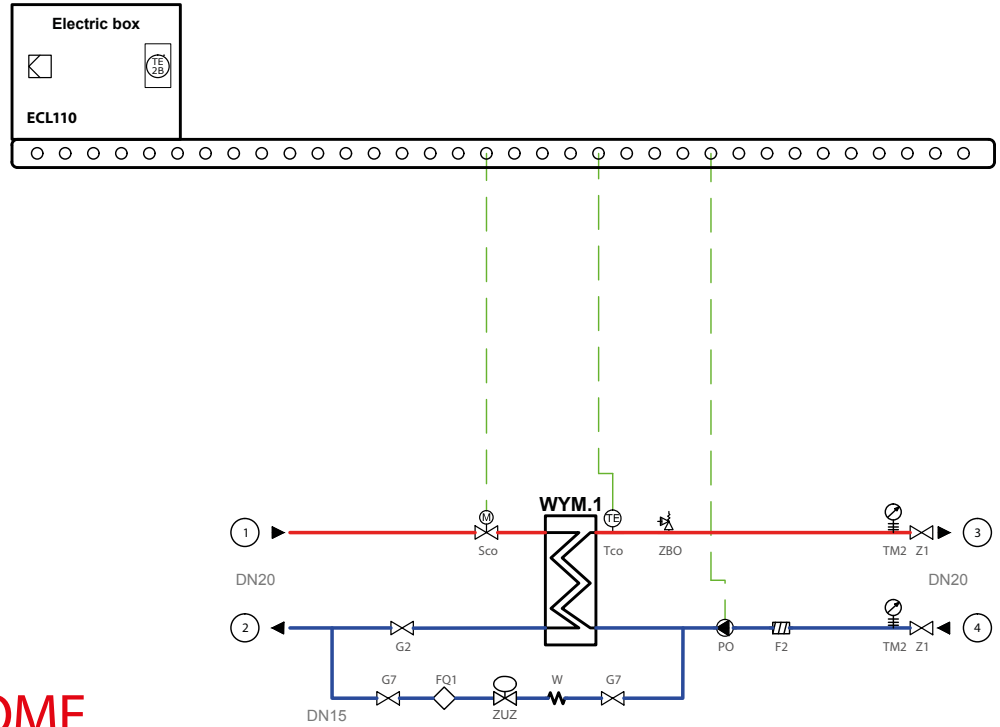 Electric box
TE
2B
ECL110
WYM.1
1
M
TE
3
Sco
Tco
ZBO
TM2 Z1
DN20
DN20
2
4
G2
PO
F2
TM2 Z1
G7
FQ1
W
G7
DN15
ZUZ